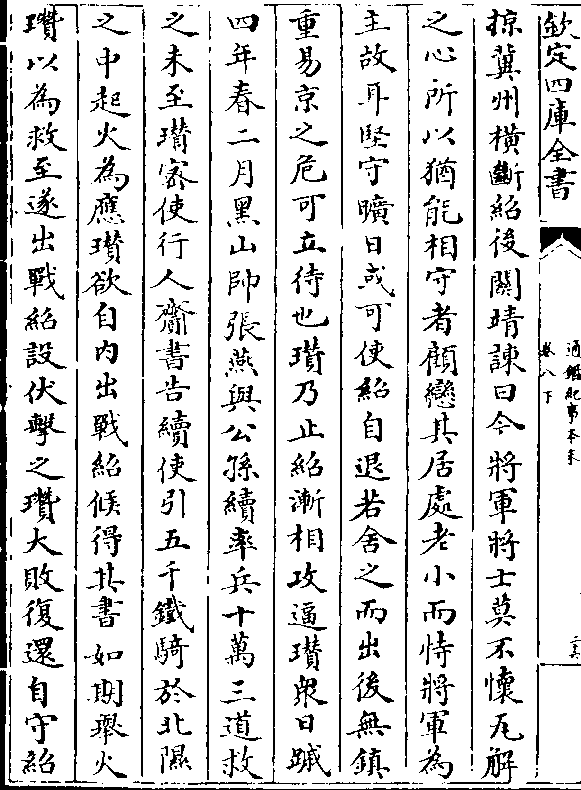 欽定四庫全書
通鑑紀事本末
卷八下
掠冀州橫斷紹後關靖諫曰今將軍將士莫不懷瓦解
之心所以猶能相守者顧戀其居處老小而恃將軍為
主故耳堅守曠日或可使紹自退若舍之而出後無鎮
重易京之危可立待也瓚乃止紹漸相攻逼瓚衆日蹙
四年春二月黑山帥張燕與公孫續率兵十萬三道救
之未至瓚密使行人齎書告續使引五千鐵騎於北隰
之中起火為應瓚欲自內出戰紹候得其書如期舉火
瓚以為救至遂出戰紹設伏擊之瓚大敗復還自守紹